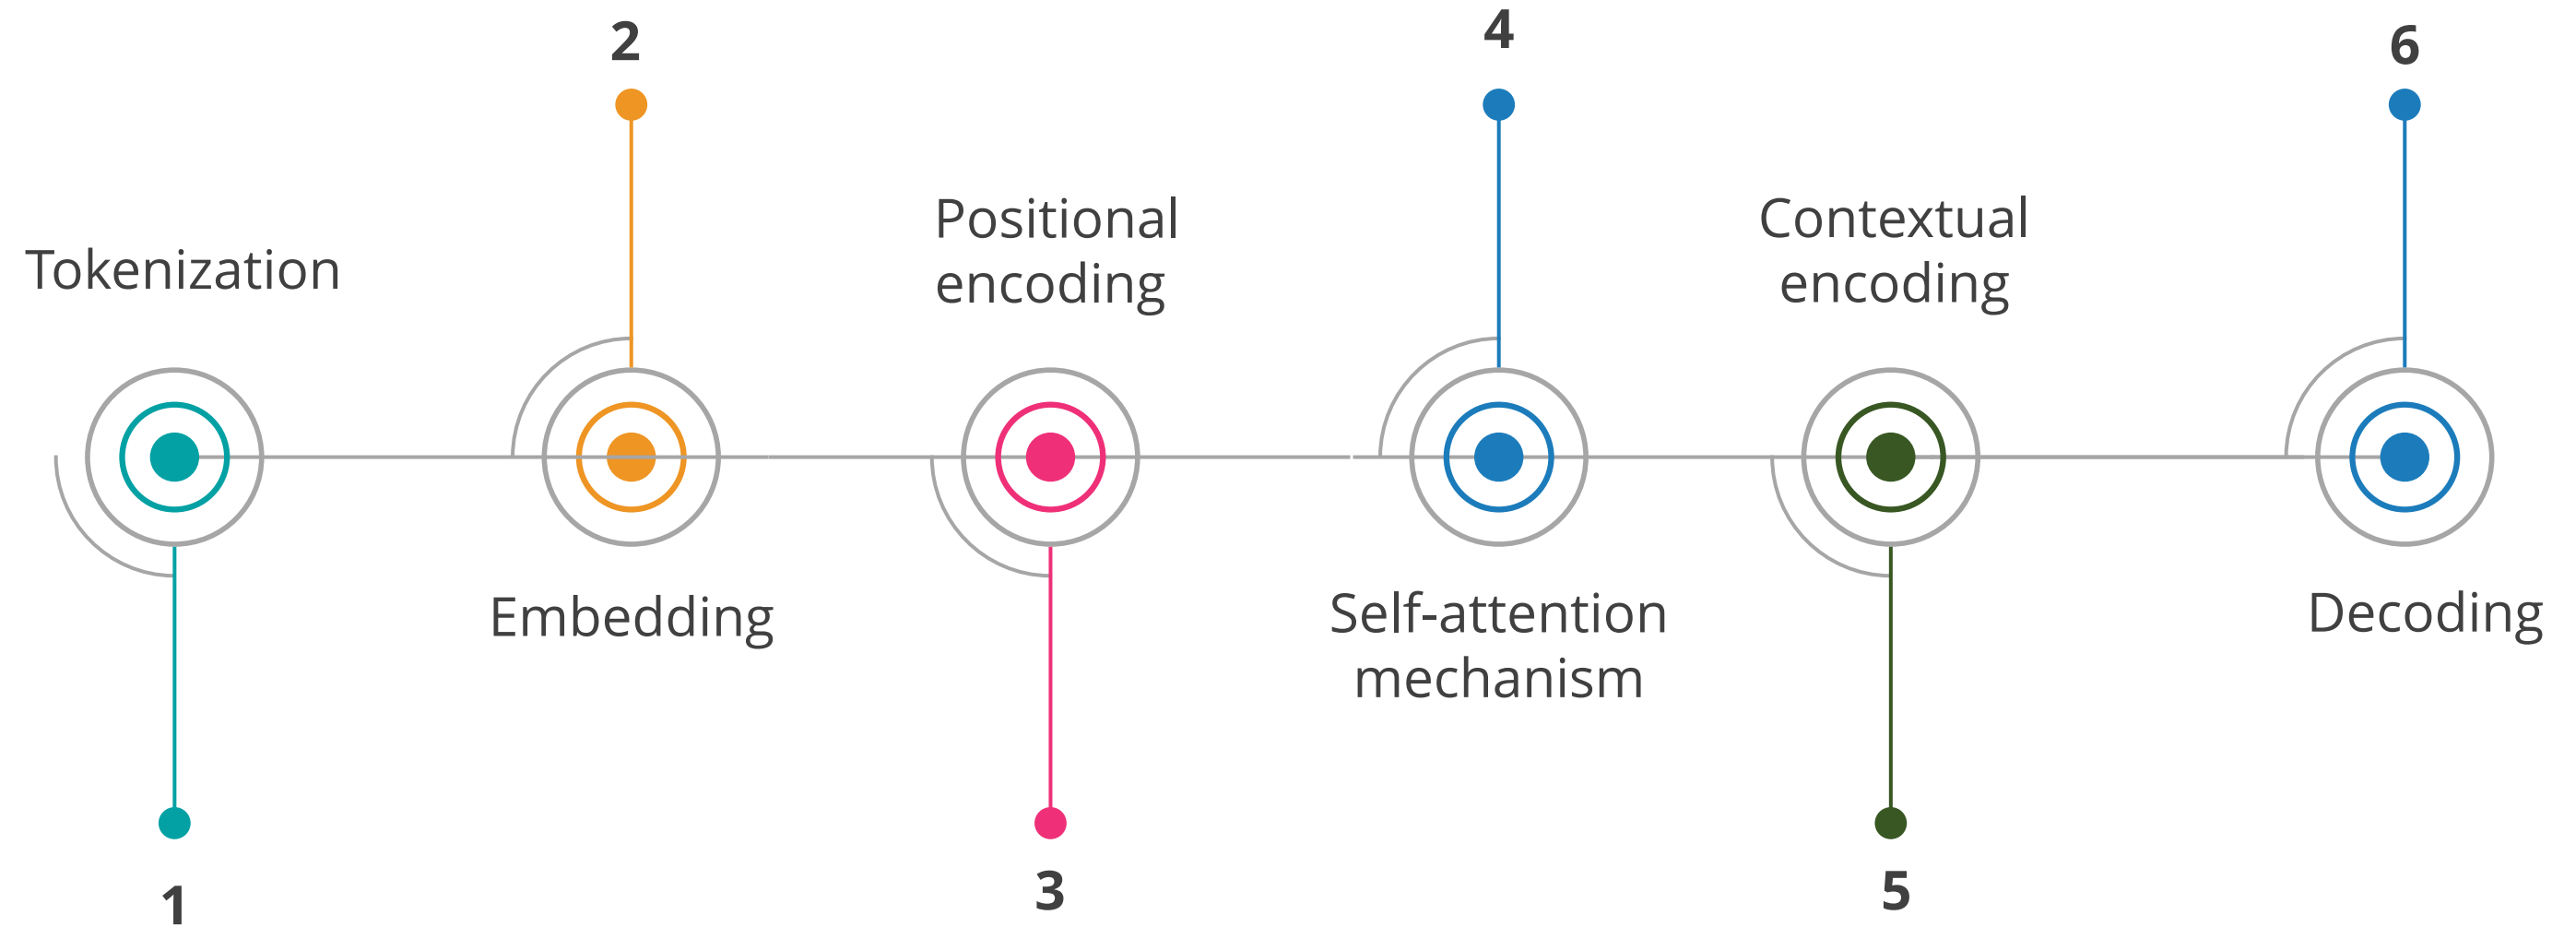 1
Tokenization
2
Embedding
3
Positional
encoding
4
Self-attention
mechanism
5
Contextual
encoding
6
Decoding